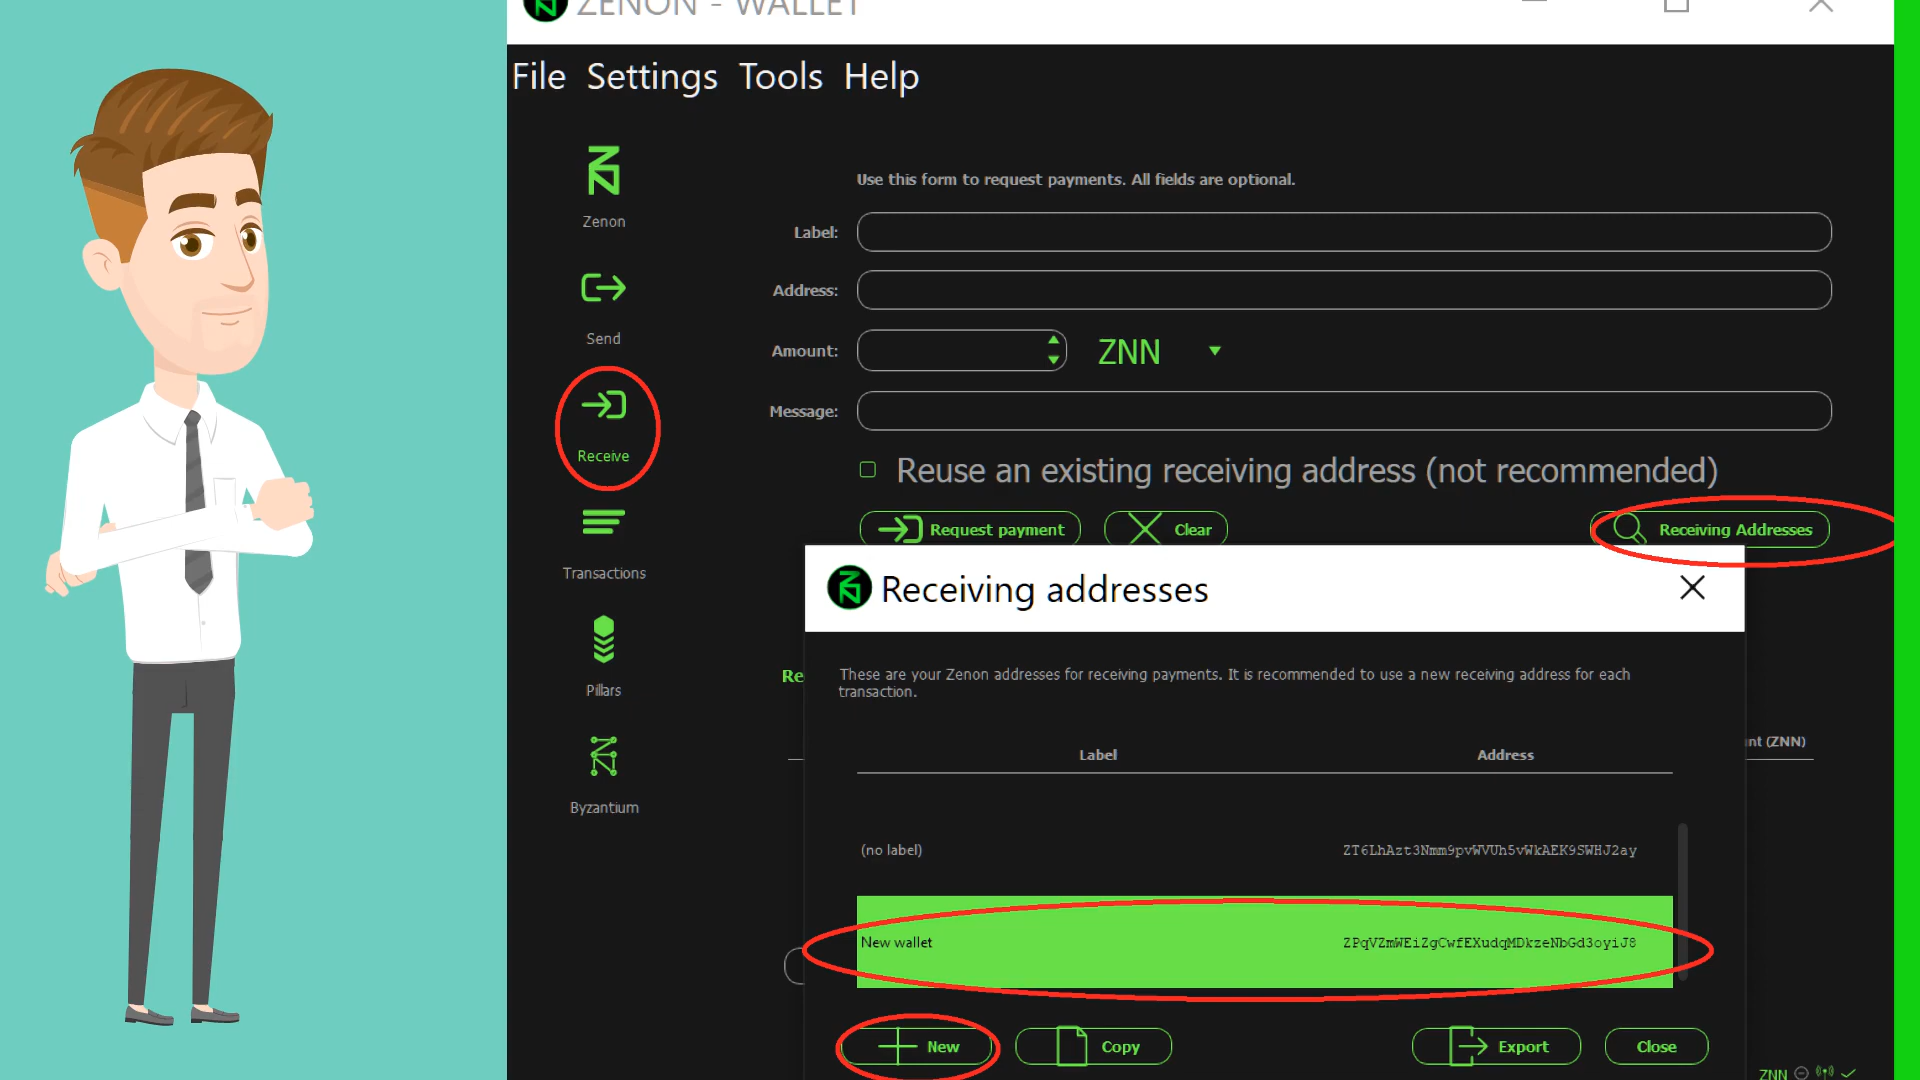 ZENON - WALLET
File Settings Tools Help
Zenon
Send
Receive
Transactions
Pillars
Byzantium
Use this form to request payments. All fields are optional.
Label:
Address:
Amount:
ZNN
Message:
Reuse an existing receiving address (not recommended)
Request payment
Clear
Receiving Addresses
Re
nt (ZNN)
Receiving addresses
These are your Zenon addresses for receiving payments. It is recommended to use a new receiving address for each
transaction.
Label Address
(no label) ZT6LhAzt3Nmm9pvWVUh5vWkAEK9SWHJ2ay
New wallet ZPqVZmWEiZgCwfEXudqMDkzeNbGd3oyiJ8
New
Copy
Export
Close
ZNN